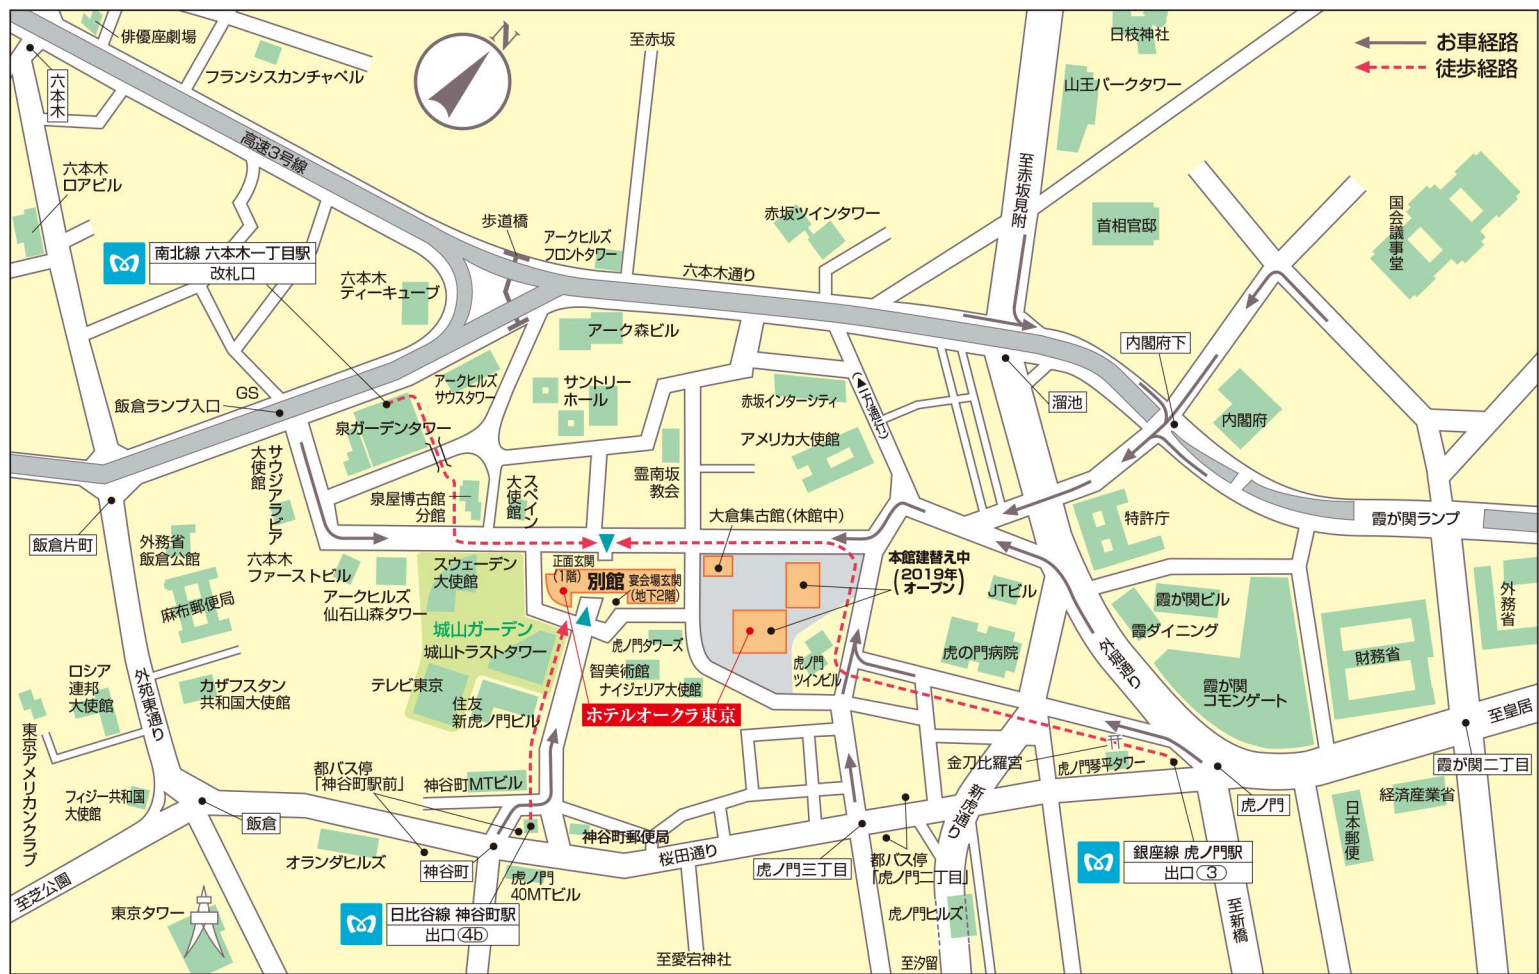 俳優座劇場
六本木
フランシスカンチャペル
N
至赤坂
日枝神社
お車経路
徒歩経路
山王パークタワー
高速3号線
六本木
ロアビル
南北線 六本木一丁目駅
改札口
歩道橋
アークヒルズ
フロントタワー
赤坂ツインタワー
至赤坂見附
首相官邸
国会議事堂
六本木
ティーキューブ
六本木通り
アーク森ビル
内閣府下
GS
飯倉ランプ入口
アークヒルズ
サウスタワー
サントリー
ホール
赤坂インターシティ
溜池
内閣府
泉ガーデンタワー
アメリカ大使館
サウジアラビア
大使館
霊南坂
教会
泉屋博古館
分館
スペイン
大使館
大倉集古館(休館中)
特許庁
霞が関ランプ
飯倉片町
外務省
飯倉公館
六本木
ファーストビル
スウェーデン
大使館
正面玄関
(1階)
別館
宴会場玄関
(地下2階)
本館建替え中
(2019年
オープン)
JTビル
霞が関ビル
霞ダイニング
外務省
麻布郵便局
アークヒルズ
仙石山森タワー
城山ガーデン
城山トラストタワー
虎ノ門タワーズ
虎ノ門
ツインビル
虎の門病院
外堀通り
財務省
ロシア
連邦
大使館
外苑東通り
カザフスタン
共和国大使館
テレビ東京
住友
新虎ノ門ビル
智美術館
ナイジェリア大使館
ホテルオークラ東京
霞が関
コモンゲート
至皇居
東京アメリカンクラブ
金刀比羅宮
虎ノ門琴平タワー
霞が関二丁目
都バス停
「神谷町駅前」
神谷町MTビル
フィジー共和国
大使館
飯倉
新虎通り
虎ノ門
経済産業省
日本郵便
オランダヒルズ
神谷町
神谷町郵便局
桜田通り
虎ノ門三丁目
都バス停
「虎ノ門二丁目」
銀座線 虎ノ門駅
出口3
至芝公園
虎ノ門
40MTビル
東京タワー
日比谷線 神谷町駅
出口4b
虎ノ門ヒルズ
至新橋
至愛宕神社
至汐留